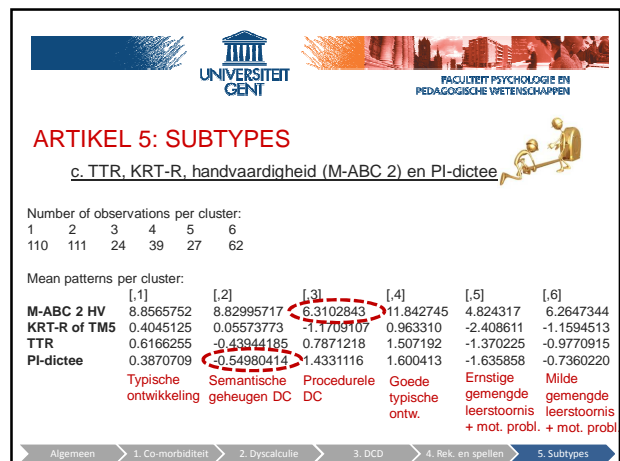 UNIVERSITEIT
GENT
FACULTEIT PSYCHOLOGIE EN
PEDAGOGISCHE WETENSCHAPPEN
ARTIKEL 5: SUBTYPES
c. TTR, KRT-R, handvaardigheid (M-ABC 2) en PI-dictee
Number of observations per cluster:
1 2 3 4 5 6
110 111 24 39 27 62
Mean patterns per cluster:
[,1] [,2] [,3] [,4] [,5] [,6]
M-ABC 2 HV 8.8565752 8.82995717 6.3102843 11.842745 4.824317 6.2647344
KRT-R of TM5 0.4045125 0.05573773 -1.1709107 0.963310 -2.408611 -1.1594513
TTR 0.6166255 -0.43944185 0.7871218 1.507192 -1.370225 -0.9770915
PI-dictee 0.3870709 -0.54980414 1.4331116 1.600413 -1.635858 -0.7360220
Typische Semantische Procedurele Goede Ernstige Milde
ontwikkeling geheugen DC DC typische gemengde gemengde
ontw. leerstoornis leerstoornis
+ mot. probl. + mot. probl.
Algemeen 1. Co-morbiditeit 2. Dyscalculie 3. DCD 4. Rek. en spellen 5. Subtypes